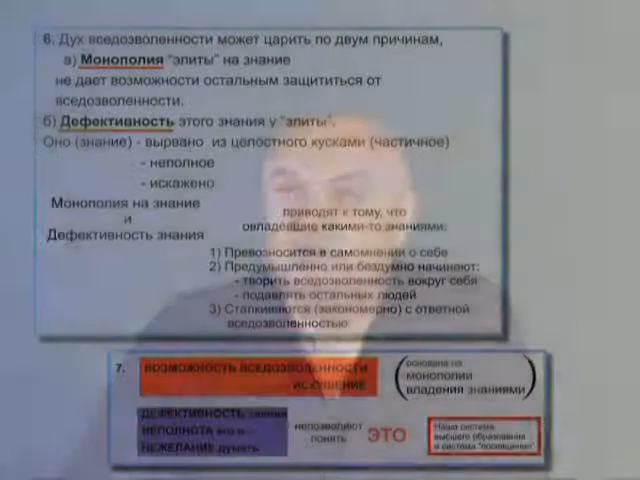 6. Дух вседозволенности может царить по двум причинам,
а) Монополия "элиты" на знание
не дает возможности остальным защититься от
вседозволенности.
б) Дефективность этого знания у "элиты".
Оно (знание) - вырвано из целостного кусками (частичное)
- неполное
- искажено
Монополия на знание
и
Дефективность знания
приводят к тому, что
овладевшие какими-то знаниями:
1) Превозносится в самомнении о себе
2) Предумышленно или бездумно начинают:
- творить вседозволенность вокруг себя
- подавлять остальных людей
3) Сталкиваются (закономерно) с ответной
вседозволенностью
7.
ВОЗМОЖНОСТЬ ВСЕДОЗВОЛЕННОСТИ
ИСКУШЕНИЕ
(основана на
монополии
владения знаниями)
ДЕФЕКТИВНОСТЬ знания
НЕПОЛНОТА его и
НЕЖЕЛАНИЕ думать
непозволяют
понять
ЭТО
Наша система
высшего образования
и система "посвящения"